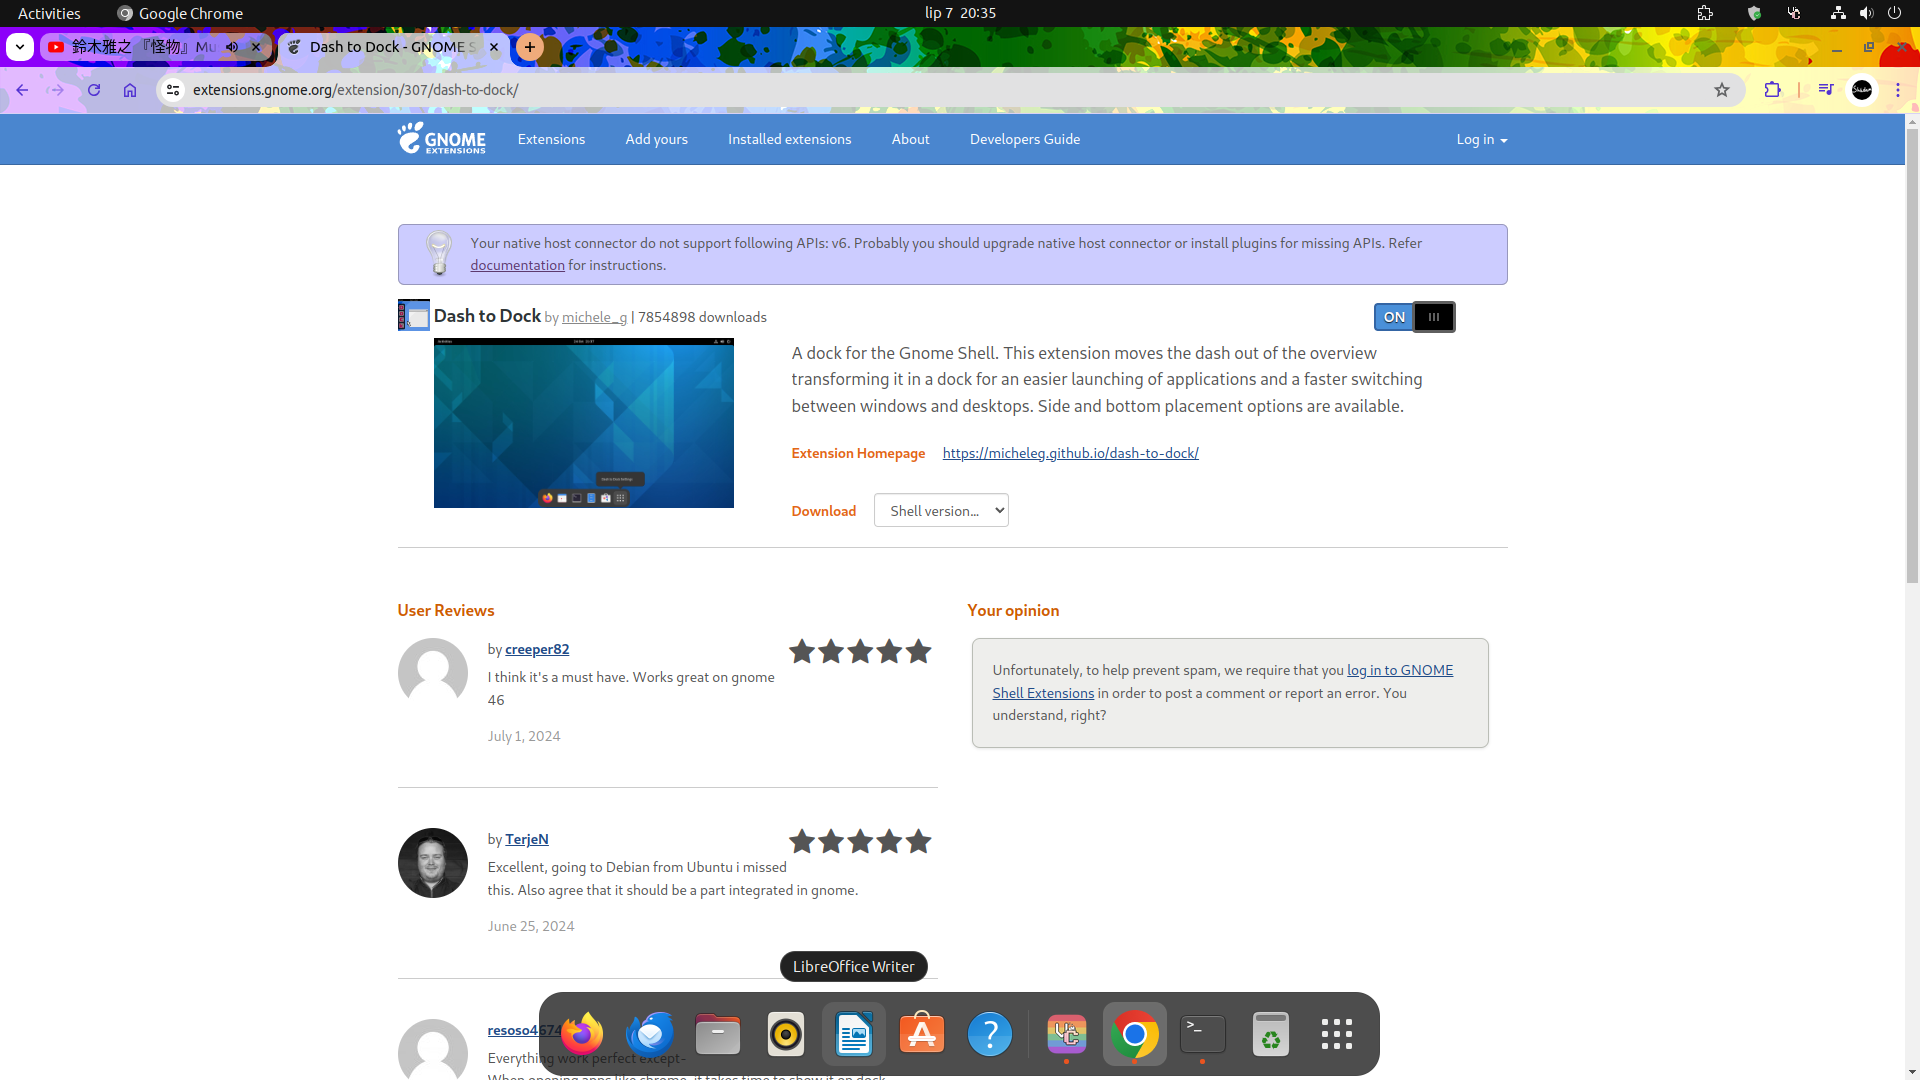 Activities
Google Chrome
lip 7 20:35
鈴木雅之 『怪物』Mu
Dash to Dock - GNOME S
extensions.gnome.org/extension/307/dash-to-dock/
GNOME
EXTENSIONS
Extensions
Add yours
Installed extensions
About
Developers Guide
Log in
Your native host connector do not support following APIs: v6. Probably you should upgrade native host connector or install plugins for missing APIs. Refer
documentation for instructions.
Dash to Dock by michele_g | 7854898 downloads
ON
A dock for the Gnome Shell. This extension moves the dash out of the overview
transforming it in a dock for an easier launching of applications and a faster switching
between windows and desktops. Side and bottom placement options are available.
Extension Homepage
https://micheleg.github.io/dash-to-dock/
Download
Shell version...
User Reviews
Your opinion
by creeper82
I think it's a must have. Works great on gnome
46
July 1, 2024
Unfortunately, to help prevent spam, we require that you log in to GNOME
Shell Extensions in order to post a comment or report an error. You
understand, right?
by TerjeN
Excellent, going to Debian from Ubuntu i missed
this. Also agree that it should be a part integrated in gnome.
June 25, 2024
LibreOffice Writer
resoso4674
Everything work perfect except-
When opening apps like chrome, it takes time to show it on dock